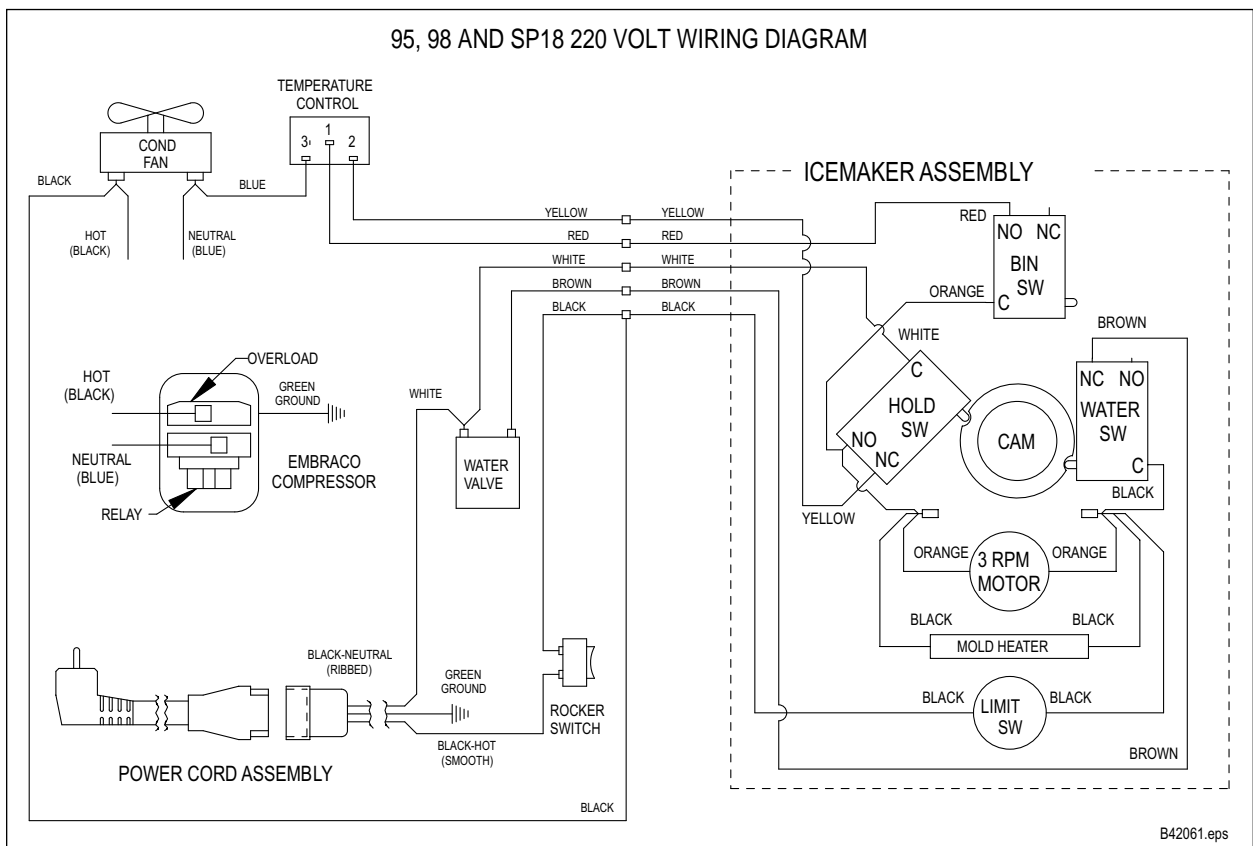 95, 98 AND SP18 220 VOLT WIRING DIAGRAM
TEMPERATURE
CONTROL
3
1
2
COND
FAN
BLACK
BLUE
HOT
(BLACK)
NEUTRAL
(BLUE)
ICEMAKER ASSEMBLY
YELLOW
YELLOW
RED
RED
WHITE
WHITE
BROWN
BLACK
BLACK
RED
NO NC
BIN
SW
C
ORANGE
WHITE
BROWN
C
HOLD
SW
NO
NC
CAM
NC NO
WATER
SW
C
BLACK
YELLOW
OVERLOAD
HOT
(BLACK)
GREEN
GROUND
NEUTRAL
(BLUE)
EMBRACO
COMPRESSOR
RELAY
WHITE
WATER
VALVE
ORANGE
3 RPM
MOTOR
ORANGE
BLACK
BLACK
MOLD HEATER
BLACK
LIMIT
SW
BLACK
BROWN
BLACK-NEUTRAL
(RIBBED)
GREEN
GROUND
ROCKER
SWITCH
BLACK-HOT
(SMOOTH)
POWER CORD ASSEMBLY
BLACK
B42061.eps